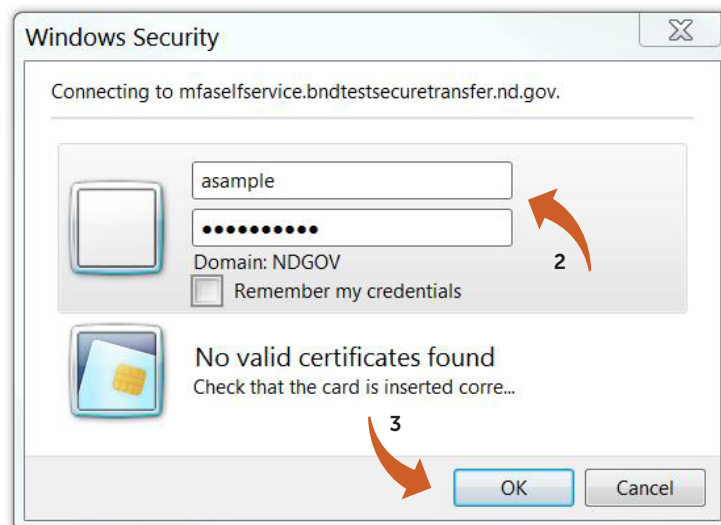 Windows Security
Connecting to mfaselfservice.bndtestsecuretransfer.nd.gov.
asample
●●●●●●●●●●
Domain: NDGOV
2
Remember my credentials
No valid certificates found
Check that the card is inserted corre...
3
OK
Cancel